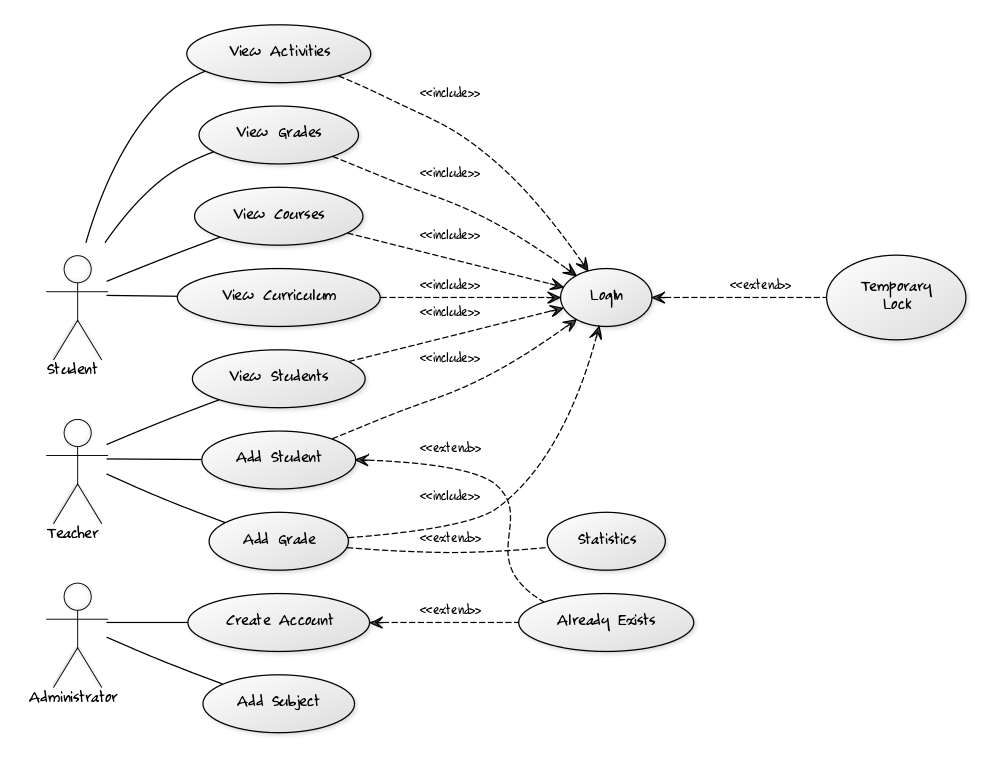 View Activities
<<include>>
View Grades
<<include>>
View Courses
<<include>>
View Curriculum
<<include>>
LogIn
<<extend>>
Temporary
Lock
<<include>>
Student
View Students
<<include>>
Add Student
<<extend>>
<<include>>
Teacher
Add Grade
<<extend>>
Statistics
Create Account
<<extend>>
Already Exists
Administrator
Add Subject